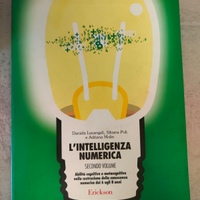 Daniela Lucangeli, Silvana Poli
e Adriana Molin
L'INTELLIGENZA
NUMERICA
SECONDO VOLUME
Abilità cognitive e metacognitive
nella costruzione della conoscenza
numerica dai 6 agli 8 anni
Erickson